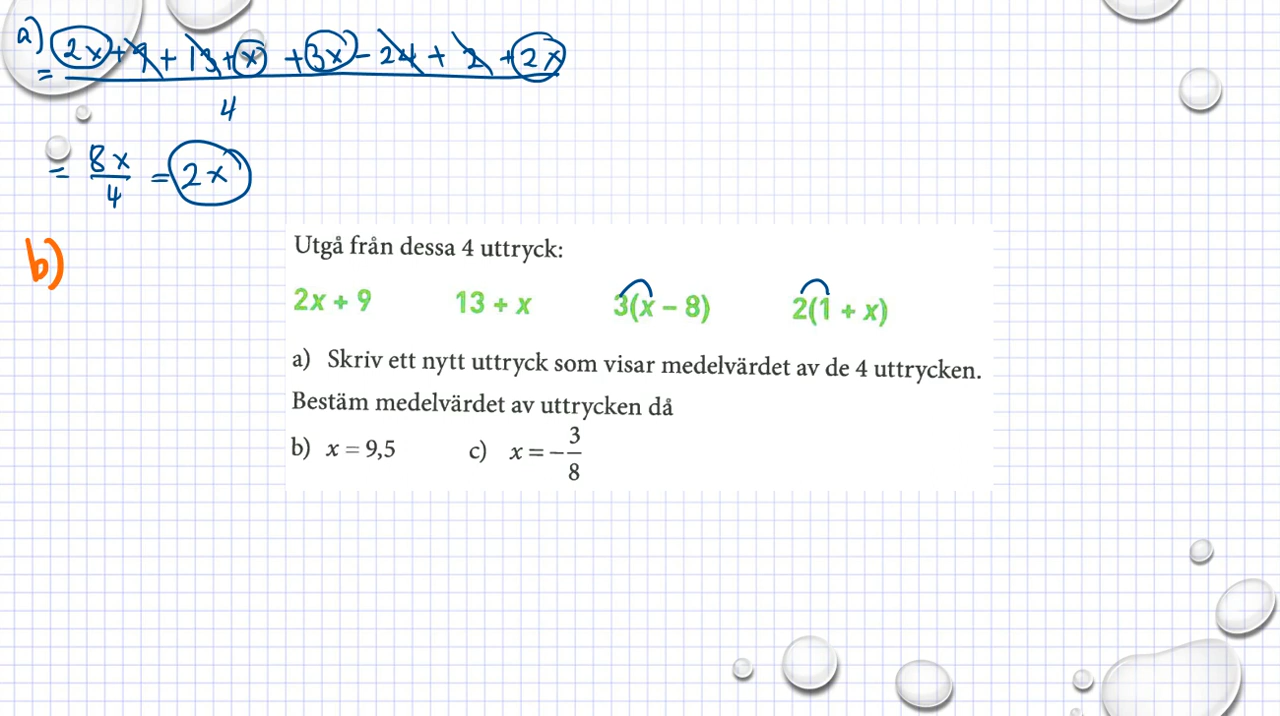 a) 2x + 9 + 13 + x + 3x - 24 + 2 + 2x
=
4
= 8x/4 = 2x
b)
Utgå från dessa 4 uttryck:
2x + 9 13 + x 3(x − 8) 2(1 + x)
a) Skriv ett nytt uttryck som visar medelvärdet av de 4 uttrycken.
Bestäm medelvärdet av uttrycken då
b) x = 9,5 c) x = −3/8